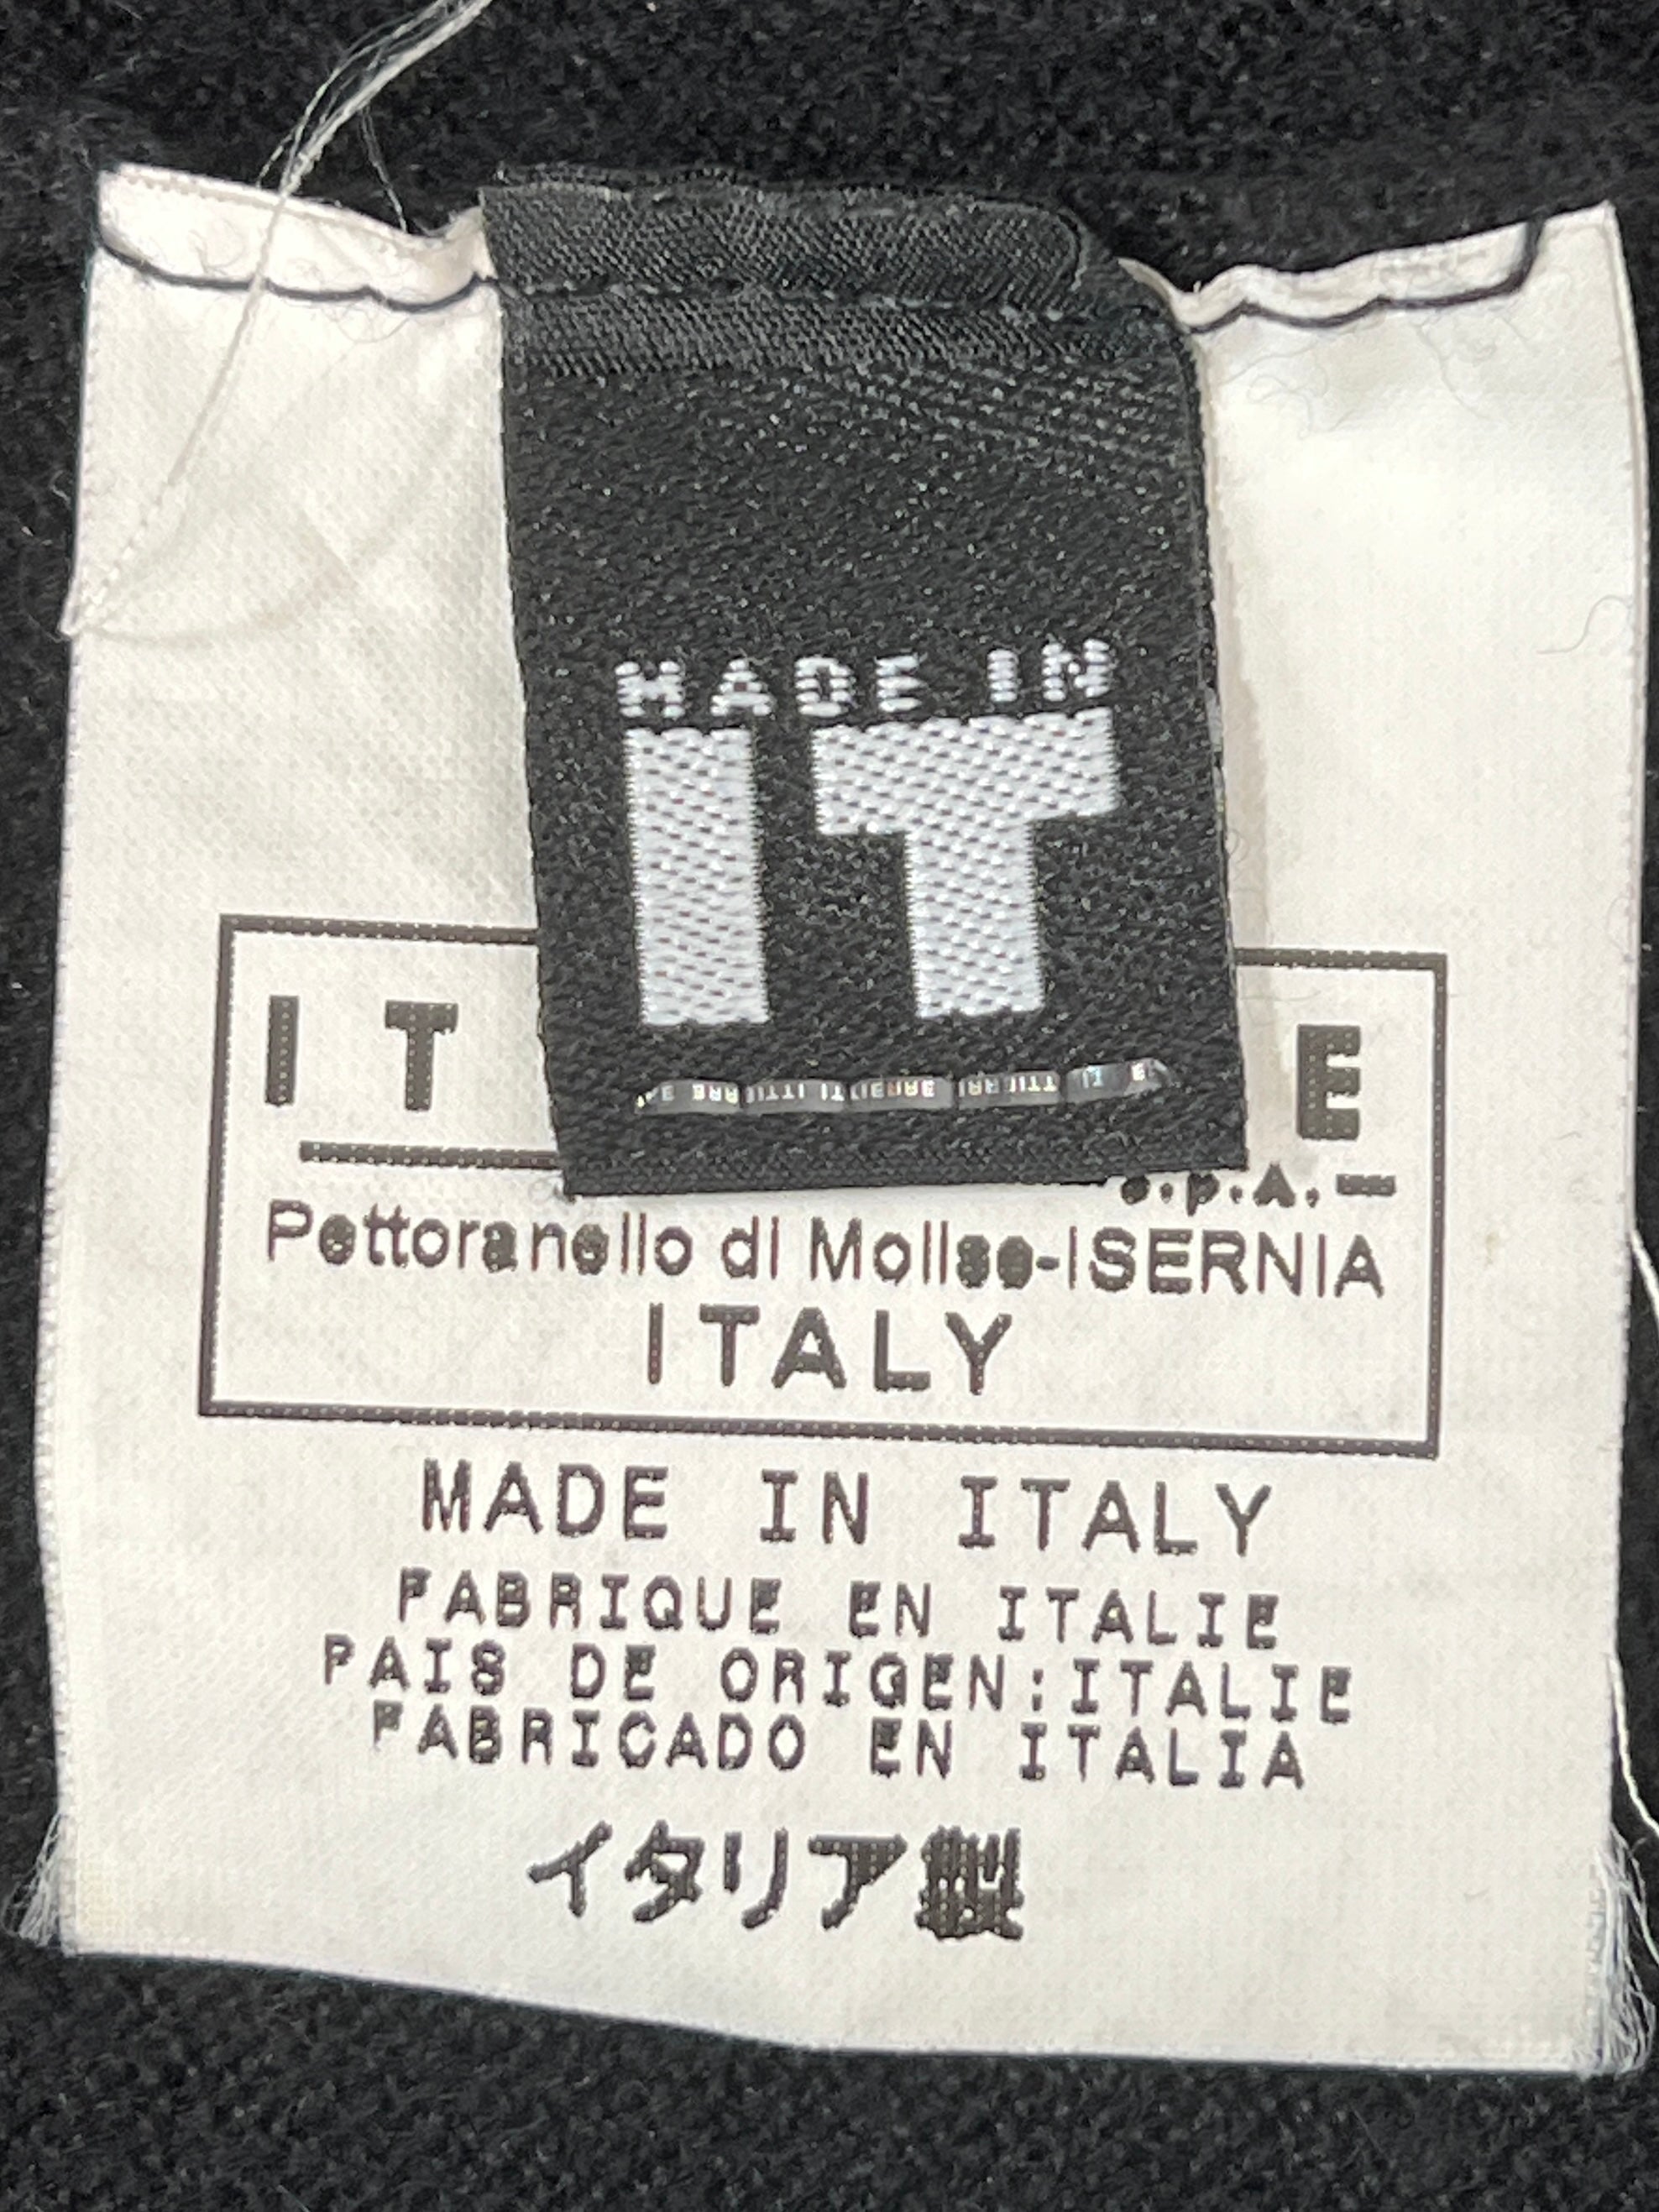 MADE IN
IT
I T E
s.p.A.
Pettoranello di Molise-ISERNIA
ITALY
MADE IN ITALY
FABRIQUE EN ITALIE
PAIS DE ORIGEN:ITALIE
FABRICADO EN ITALIA
イタリア製